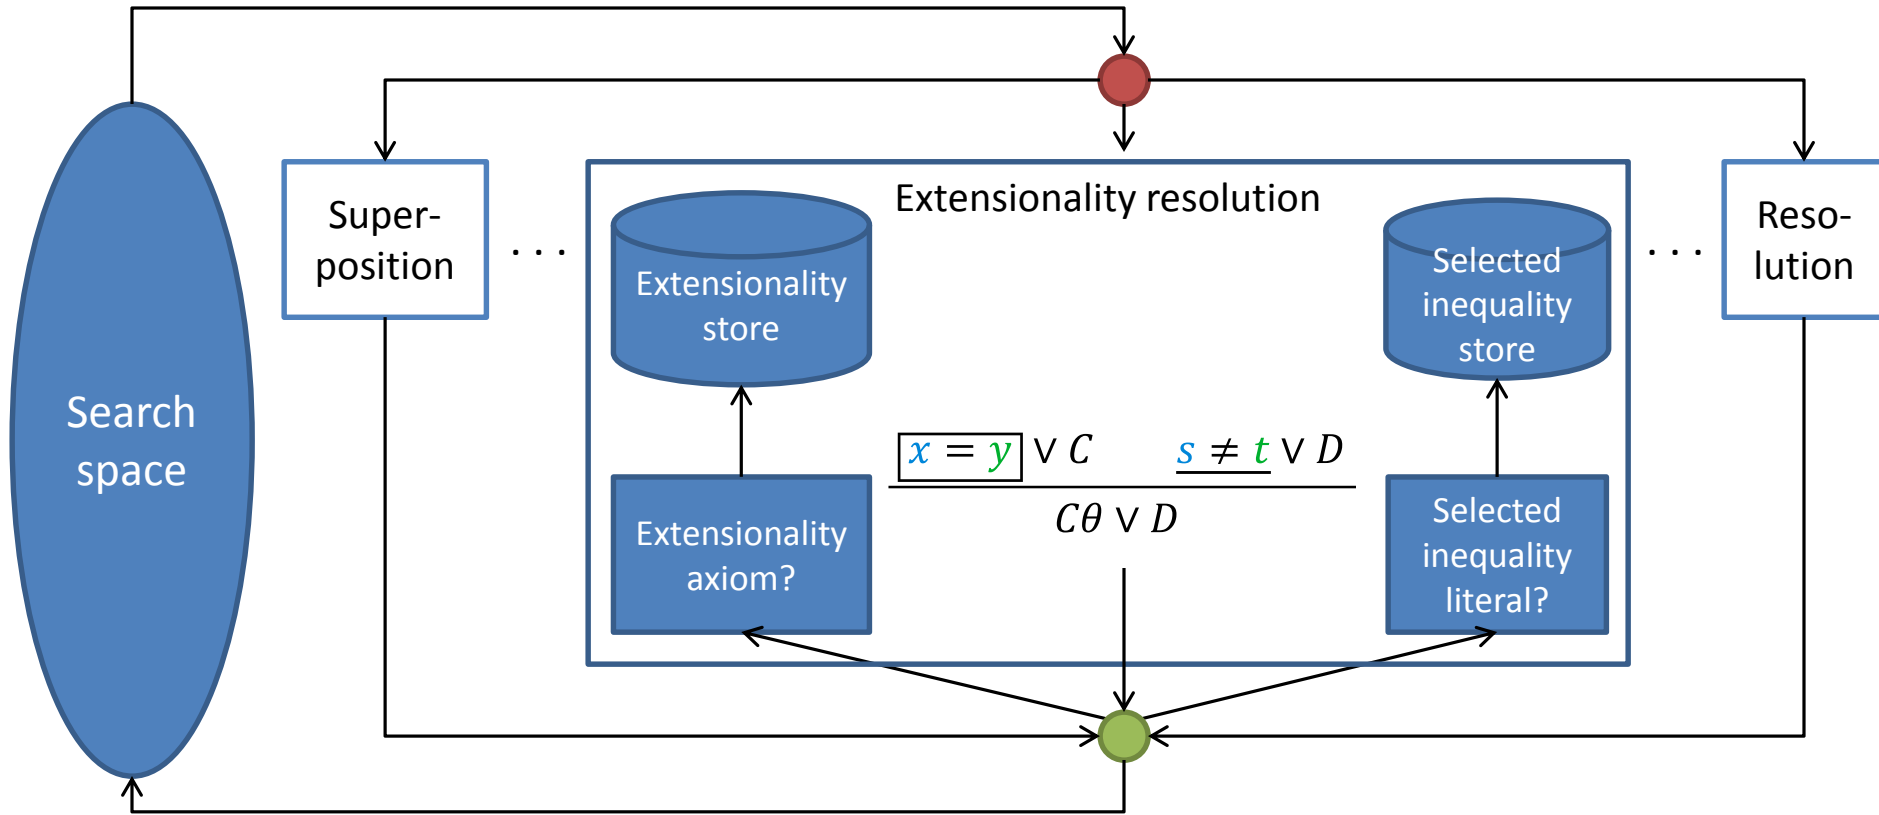 Search
space
Super-
position
. . .
Extensionality resolution
Extensionality
store
Selected
inequality
store
x = y ∨ C s ≠ t ∨ D
Cθ ∨ D
Extensionality
axiom?
Selected
inequality
literal?
. . .
Reso-
lution